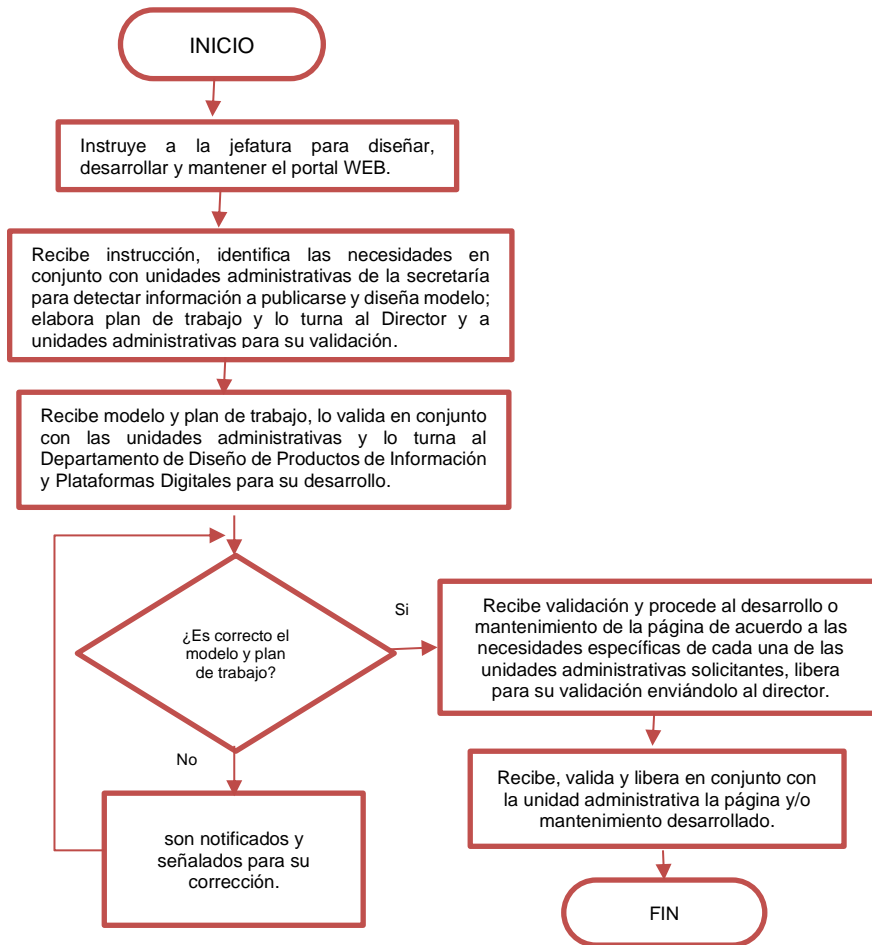 INICIO
Instruye a la jefatura para diseñar,
desarrollar y mantener el portal WEB.
Recibe instrucción, identifica las necesidades en
conjunto con unidades administrativas de la secretaría
para detectar información a publicarse y diseña modelo;
elabora plan de trabajo y lo turna al Director y a
unidades administrativas para su validación.
Recibe modelo y plan de trabajo, lo valida en conjunto
con las unidades administrativas y lo turna al
Departamento de Diseño de Productos de Información
y Plataformas Digitales para su desarrollo.
¿Es correcto el
modelo y plan
de trabajo?
Si
Recibe validación y procede al desarrollo o
mantenimiento de la página de acuerdo a las
necesidades específicas de cada una de las
unidades administrativas solicitantes, libera
para su validación enviándolo al director.
No
son notificados y
señalados para su
corrección.
Recibe, valida y libera en conjunto con
la unidad administrativa la página y/o
mantenimiento desarrollado.
FIN